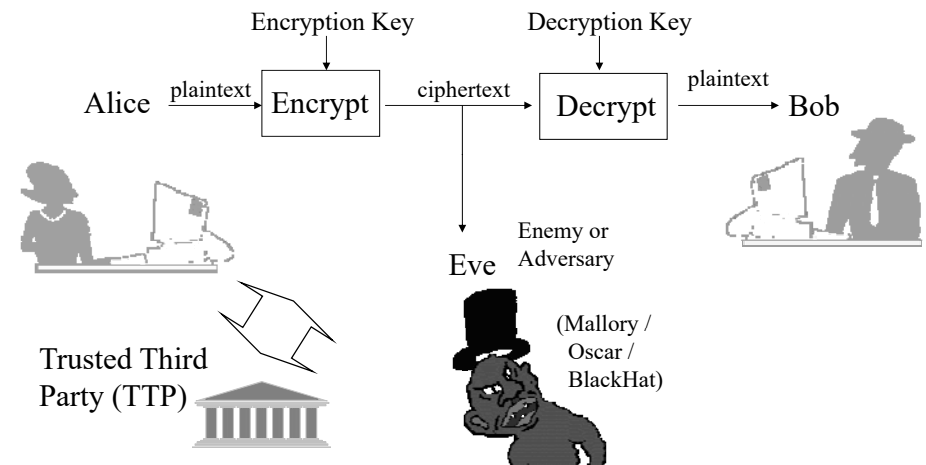 Encryption Key
Decryption Key
Alice
plaintext
Encrypt
ciphertext
Decrypt
plaintext
Bob
Eve
Enemy or
Adversary
(Mallory /
Oscar /
BlackHat)
Trusted Third
Party (TTP)